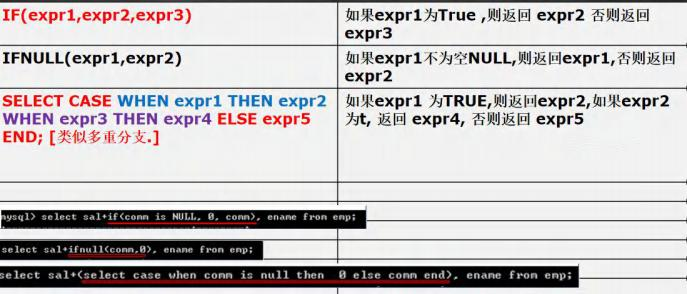 IF(expr1,expr2,expr3)
如果expr1为True ,则返回 expr2 否则返回
expr3
IFNULL(expr1,expr2)
如果expr1不为空NULL,则返回expr1,否则返回
expr2
SELECT CASE WHEN expr1 THEN expr2
WHEN expr3 THEN expr4 ELSE expr5
END; [类似多重分支.]
如果expr1 为TRUE,则返回expr2,如果expr2
为t, 返回 expr4, 否则返回 expr5
mysql> select sal+if(comm is NULL, 0, comm), ename from emp;
select sal+ifnull(comm,0), ename from emp;
select sal+(select case when comm is null then 0 else comm end), ename from emp;